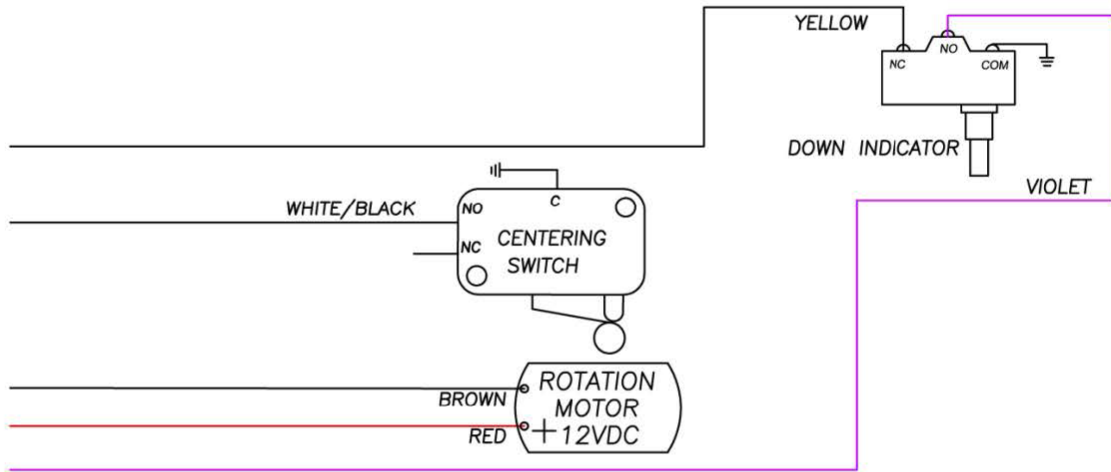 YELLOW
NC
NO
COM
DOWN INDICATOR
VIOLET
WHITE/BLACK
NO
C
NC
CENTERING
SWITCH
BROWN
RED
ROTATION
MOTOR
+12VDC